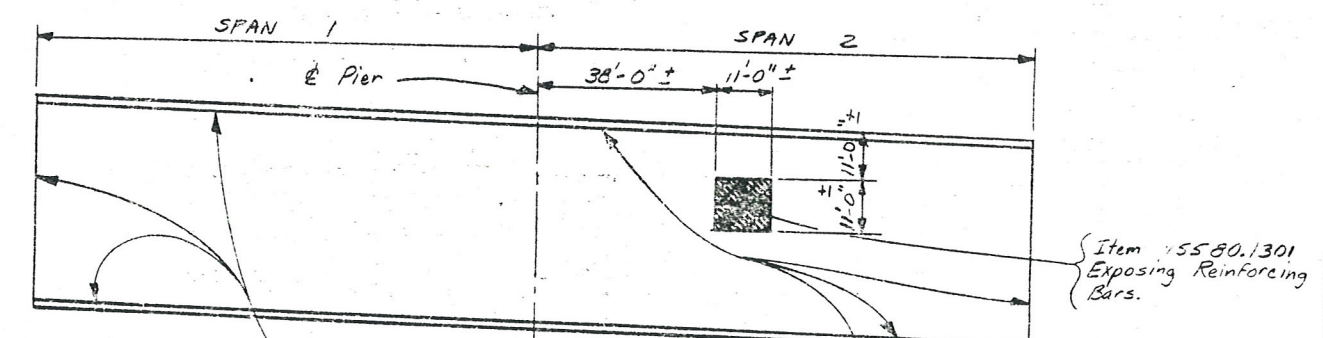 SPAN 1
SPAN 2
℄ Pier
38'-0" ±
11'-0" ±
11'-0" ±
11'-0" ±
Item 15580.1301
Exposing Reinforcing
Bars.